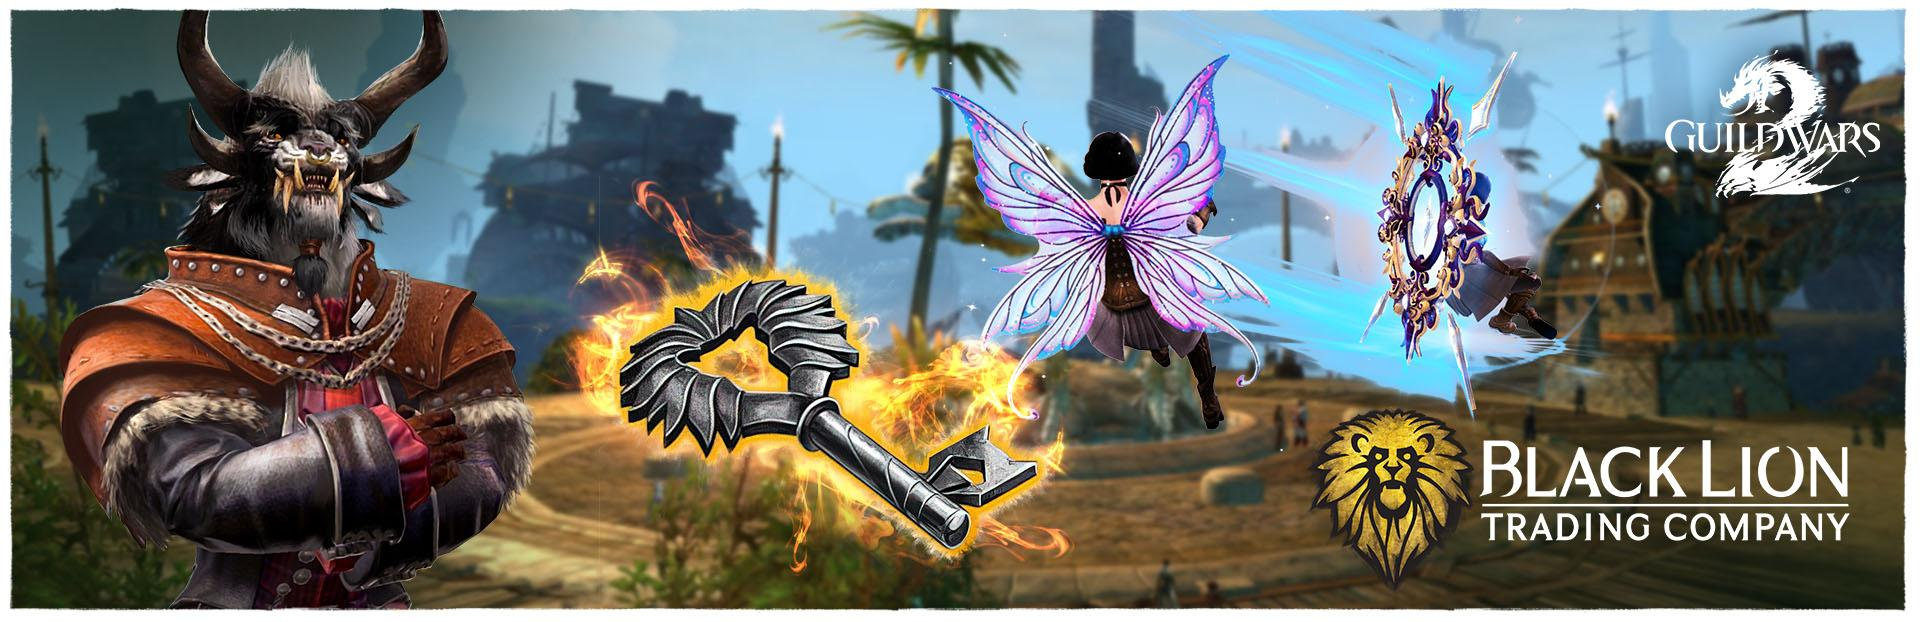 GUILD WARS
2
®
BLACK LION
TRADING COMPANY